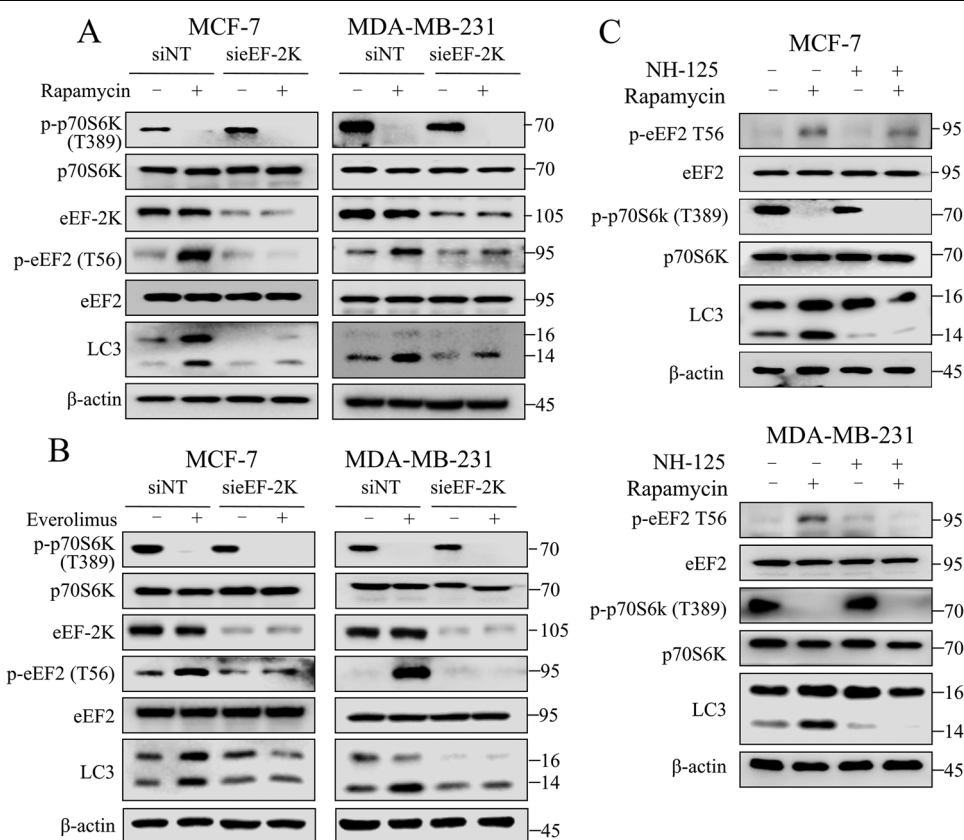 A
MCF-7
MDA-MB-231
siNT sieEF-2K siNT sieEF-2K
Rapamycin − + − + − + − +
p-p70S6K
(T389)
70
p70S6K
70
eEF-2K
105
p-eEF2 (T56)
95
eEF2
95
LC3
16
14
β-actin
45
B
MCF-7
MDA-MB-231
siNT sieEF-2K siNT sieEF-2K
Everolimus − + − + − + − +
p-p70S6K
(T389)
70
p70S6K
70
eEF-2K
105
p-eEF2 (T56)
95
eEF2
95
LC3
16
14
β-actin
45
C
MCF-7
NH-125 − − + +
Rapamycin − + − +
p-eEF2 T56
95
eEF2
95
p-p70S6k (T389)
70
p70S6K
70
LC3
16
14
β-actin
45
MDA-MB-231
NH-125 − − + +
Rapamycin − + − +
p-eEF2 T56
95
eEF2
95
p-p70S6k (T389)
70
p70S6K
70
LC3
16
14
β-actin
45